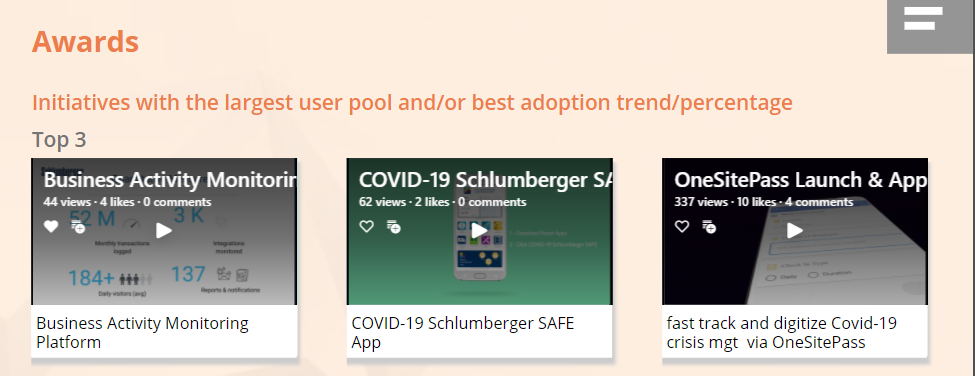 Awards
Initiatives with the largest user pool and/or best adoption trend/percentage
Top 3
Business Activity Monitorin
44 views · 4 likes · 0 comments
52 M
3 K
Monthly transactions
logged
Integrations
monitored
184+
137
Daily visitors (avg)
Reports & notifications
Business Activity Monitoring
Platform
COVID-19 Schlumberger SA
62 views · 2 likes · 0 comments
COVID-19 Schlumberger SAFE
App
OneSitePass Launch & App
337 views · 10 likes · 4 comments
Daily
Duration
fast track and digitize Covid-19
crisis mgt via OneSitePass